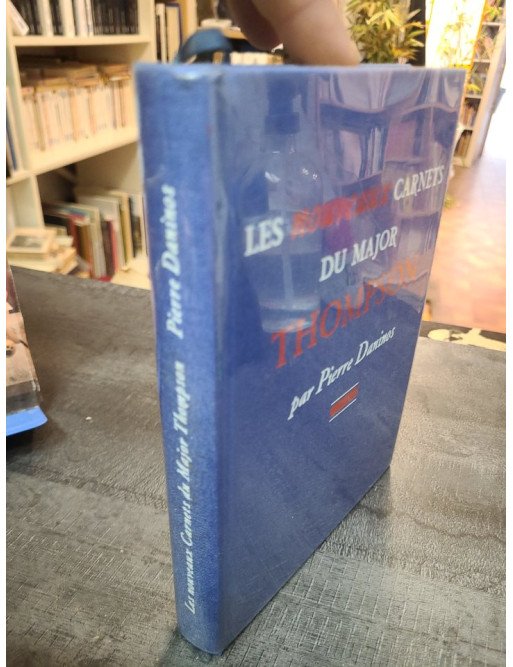 LES NOUVEAUX CARNETS
DU MAJOR
THOMPSON
par Pierre Daninos
Les nouveaux Carnets du Major Thompson Pierre Daninos